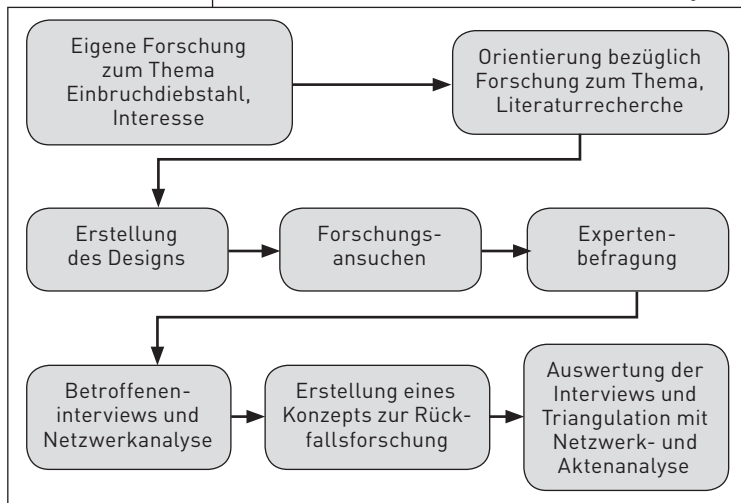 Eigene Forschung
zum Thema
Einbruchdiebstahl,
Interesse
Orientierung bezüglich
Forschung zum Thema,
Literaturrecherche
Erstellung
des Designs
Forschungs-
ansuchen
Experten-
befragung
Betroffenen-
interviews und
Netzwerkanalyse
Erstellung eines
Konzepts zur Rück-
fallsforschung
Auswertung der
Interviews und
Triangulation mit
Netzwerk- und
Aktenanalyse